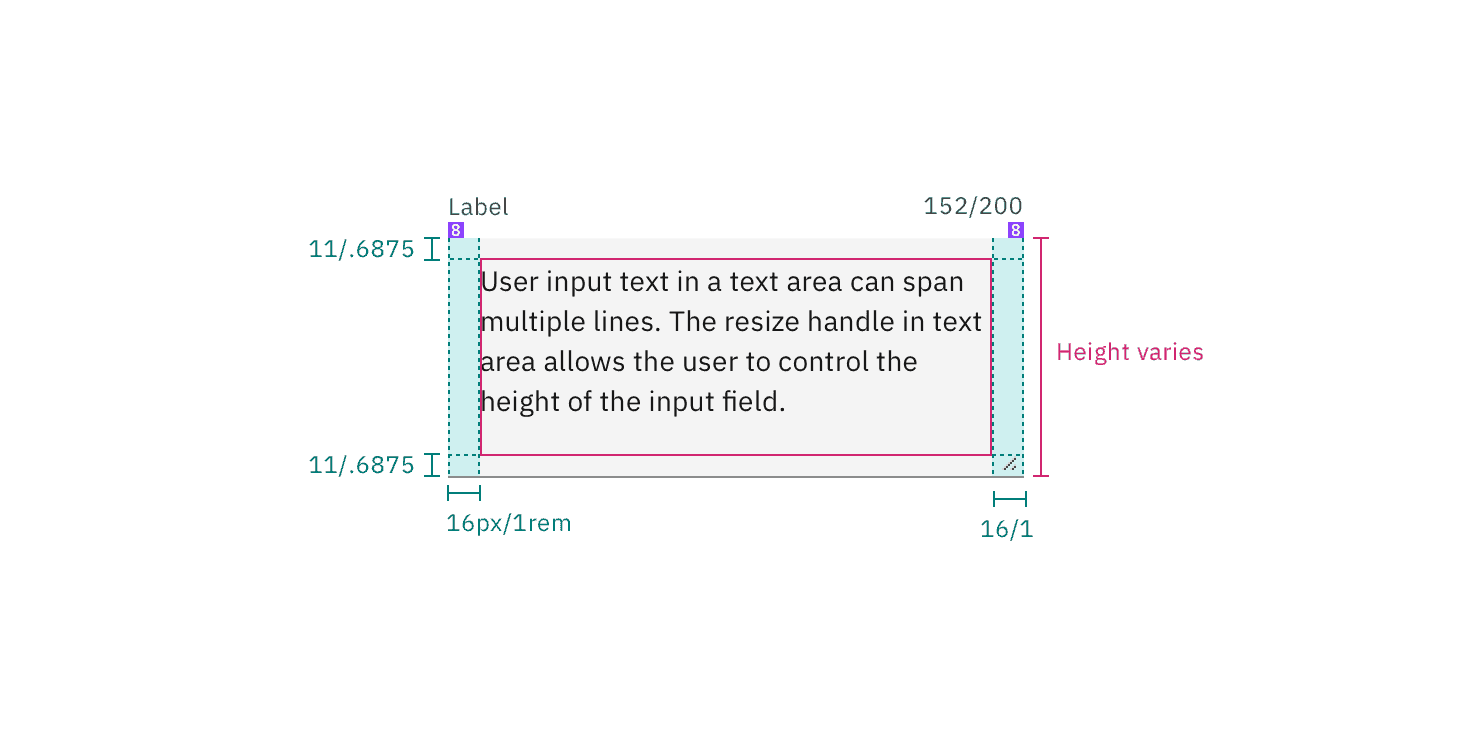 Label
152/200
8
8
11/.6875
User input text in a text area can span
multiple lines. The resize handle in text
area allows the user to control the
height of the input field.
Height varies
11/.6875
16px/1rem
16/1